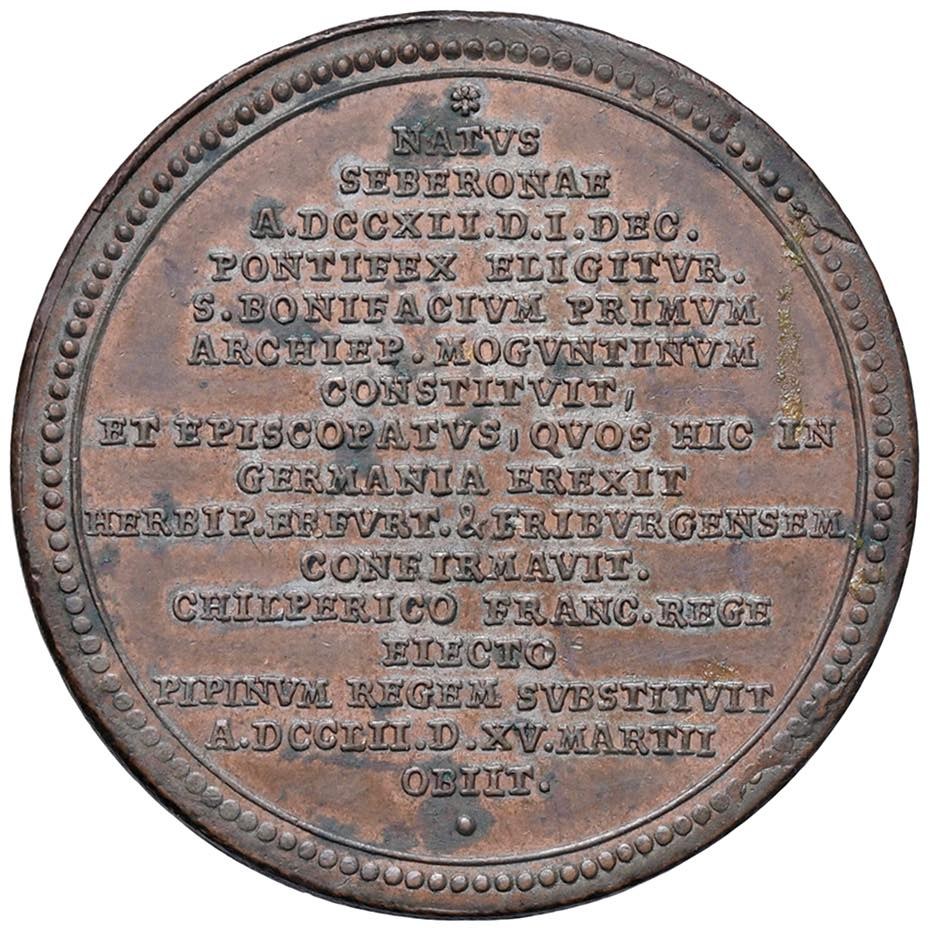 NATVS
SEBERONAE
A.DCCXLI.D.I.DEC.
PONTIFEX ELIGITVR.
S.BONIFACIVM PRIMVM
ARCHIEP.MOGVNTINVM
CONSTITVIT,
ET EPISCOPATVS, QVOS HIC IN
GERMANIA EREXIT
HERBIP.ERFVRT.&FRIBVRGENSEM
CONFIRMAVIT.
CHILPERICO FRANC.REGE
EIECTO
PIPINVM REGEM SVBSTITVIT
A.DCCLII.D.XV.MARTII
OBIIT.